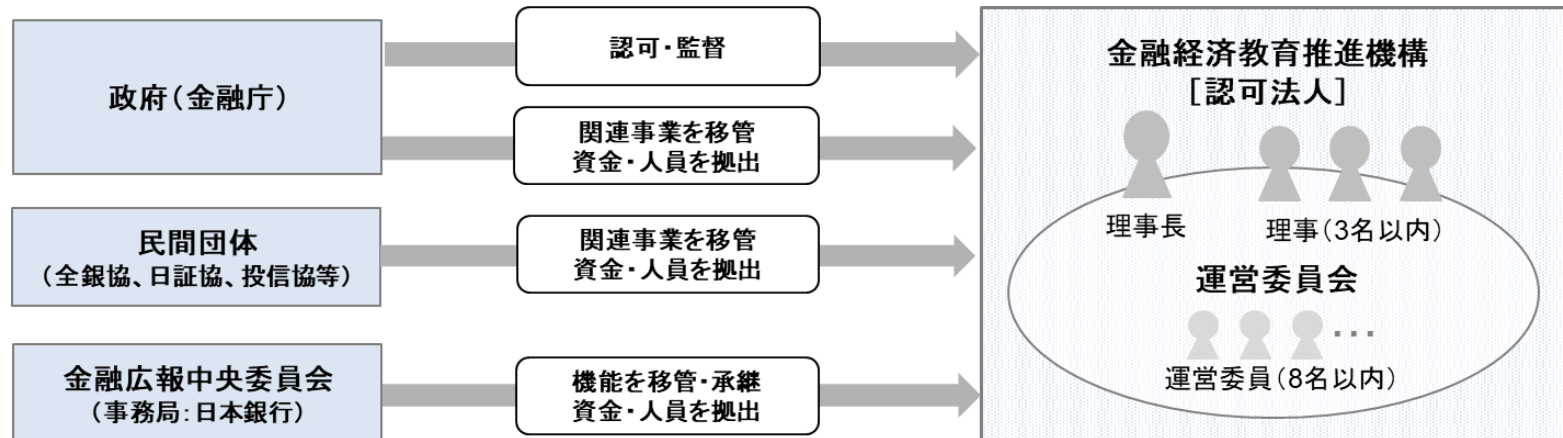 政府（金融庁）
認可・監督
関連事業を移管
資金・人員を拠出
民間団体
（全銀協、日証協、投信協等）
関連事業を移管
資金・人員を拠出
金融広報中央委員会
（事務局：日本銀行）
機能を移管・承継
資金・人員を拠出
金融経済教育推進機構
［認可法人］
理事長
理事（3名以内）
運営委員会
･･･
運営委員（8名以内）